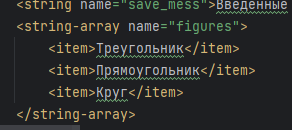 <string name="save_mess">Введенные
<string-array name="figures">
<item>Треугольник</item>
<item>Прямоугольник</item>
<item>Круг</item>
</string-array>